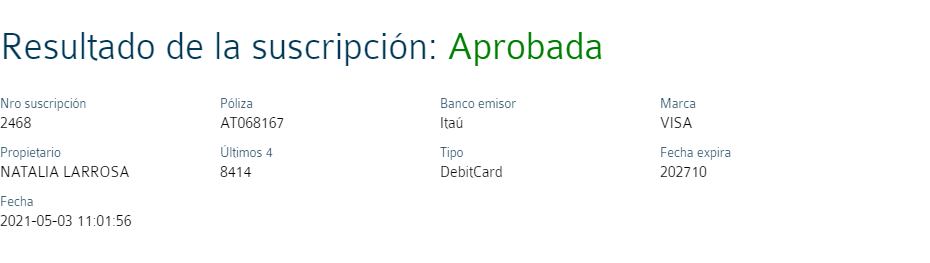 Resultado de la suscripción: Aprobada
Nro suscripción Póliza Banco emisor Marca
2468 AT068167 Itaú VISA
Propietario Últimos 4 Tipo Fecha expira
NATALIA LARROSA 8414 DebitCard 202710
Fecha
2021-05-03 11:01:56